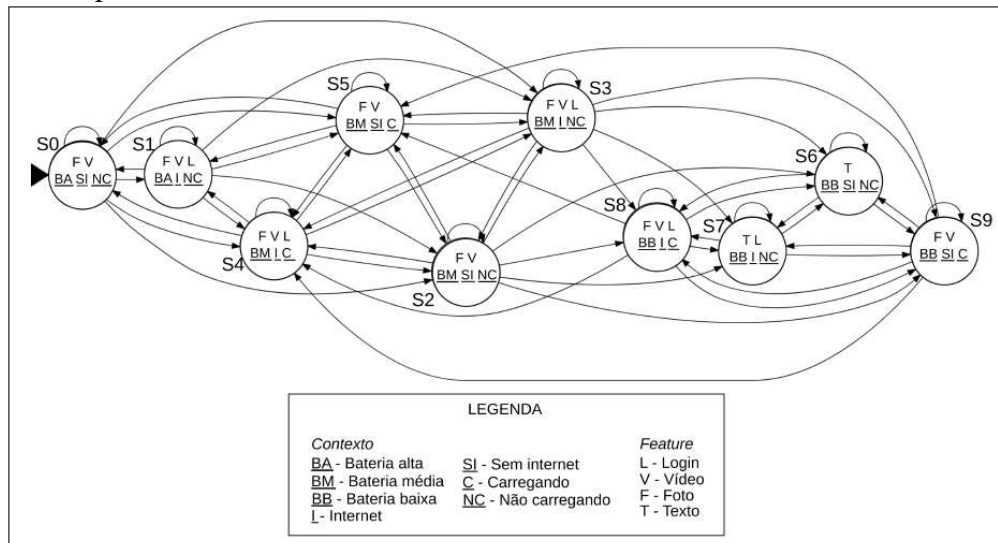 S0
F V
BA SI NC
S1
F V L
BA I NC
S5
F V
BM SI C
S3
F V L
BM I NC
S4
F V L
BM I C
S2
F V
BM SI NC
S8
F V L
BB I C
S7
T L
BB I NC
S6
T
BB SI NC
S9
F V
BB SI C
LEGENDA
Contexto
BA - Bateria alta
BM - Bateria média
BB - Bateria baixa
I - Internet
SI - Sem internet
C - Carregando
NC - Não carregando
Feature
L - Login
V - Vídeo
F - Foto
T - Texto